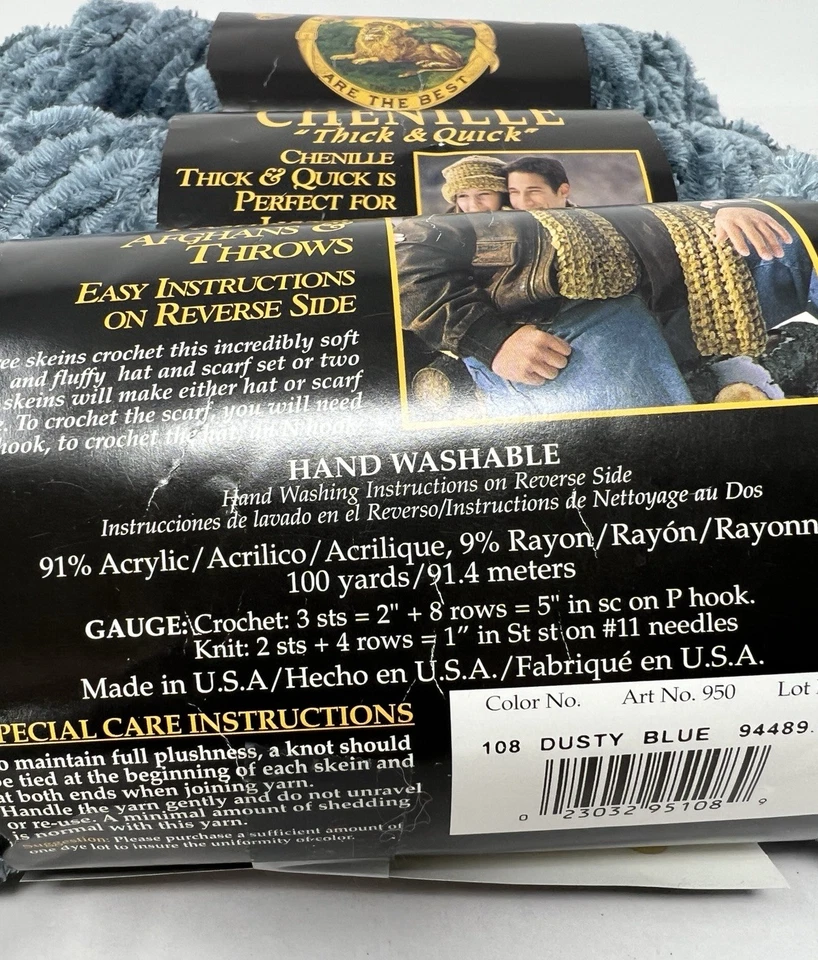 ARE THE BEST
CHENILLE
"Thick & Quick"
CHENILLE
THICK & QUICK IS
PERFECT FOR
AFGHANS &
THROWS
EASY INSTRUCTIONS
ON REVERSE SIDE
ee skeins crochet this incredibly soft
and fluffy hat and scarf set or two
skeins will make either hat or scarf
. To crochet the scarf, you will need
hook, to crochet the hat, an N hook.
HAND WASHABLE
Hand Washing Instructions on Reverse Side
Instrucciones de lavado en el Reverso/Instructions de Nettoyage au Dos
91% Acrylic/Acrilico/Acrilique, 9% Rayon/Rayón/Rayonn
100 yards/91.4 meters
GAUGE: Crochet: 3 sts = 2" + 8 rows = 5" in sc on P hook.
Knit: 2 sts + 4 rows = 1" in St st on #11 needles
Made in U.S.A/Hecho en U.S.A./Fabriqué en U.S.A.
PECIAL CARE INSTRUCTIONS
o maintain full plushness, a knot should
be tied at the beginning of each skein and
at both ends when joining yarn.
Handle the yarn gently and do not unravel
or re-use. A minimal amount of shedding
is normal with this yarn.
Suggestion: Please purchase a sufficient amount of
one dye lot to insure the uniformity of color.
Color No. Art No. 950 Lot
108 DUSTY BLUE 94489.
0 23032 95108 9